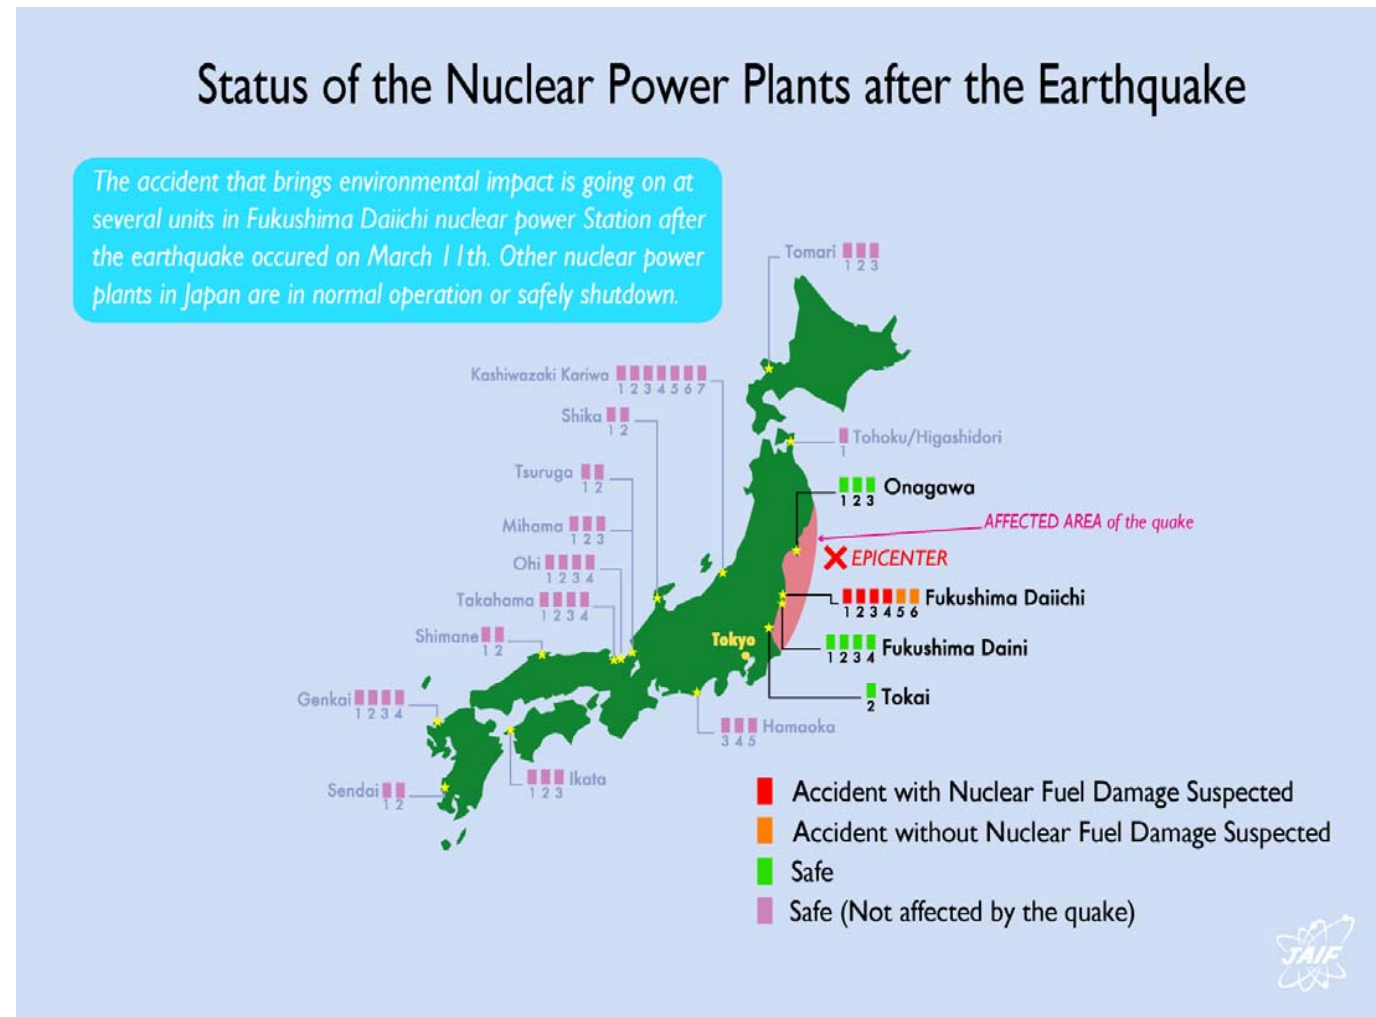 Status of the Nuclear Power Plants after the Earthquake
The accident that brings environmental impact is going on at
several units in Fukushima Daiichi nuclear power Station after
the earthquake occured on March 11th. Other nuclear power
plants in Japan are in normal operation or safely shutdown.
Tomari
1 2 3
Kashiwazaki Kariwa
1 2 3 4 5 6 7
Shika
1 2
Tohoku/Higashidori
1
Tsuruga
1 2
Onagawa
1 2 3
Mihama
1 2 3
AFFECTED AREA of the quake
Ohi
1 2 3 4
EPICENTER
Takahama
1 2 3 4
Fukushima Daiichi
1 2 3 4 5 6
Shimane
1 2
Tokyo
Fukushima Daini
1 2 3 4
Genkai
1 2 3 4
Tokai
2
Hamaoka
3 4 5
Ikata
1 2 3
Sendai
1 2
Accident with Nuclear Fuel Damage Suspected
Accident without Nuclear Fuel Damage Suspected
Safe
Safe (Not affected by the quake)
JAIF